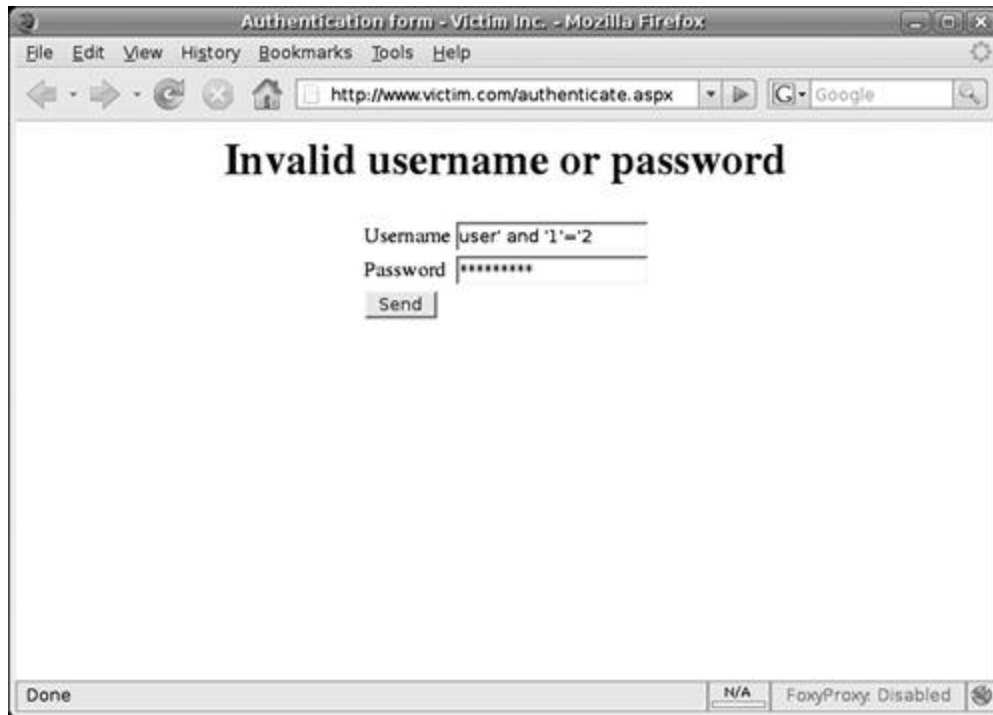 Authentication form - Victim Inc. - Mozilla Firefox
File Edit View History Bookmarks Tools Help
http://www.victim.com/authenticate.aspx
G Google
Invalid username or password
Username user' and '1'='2
Password *********
Send
Done
N/A
FoxyProxy: Disabled